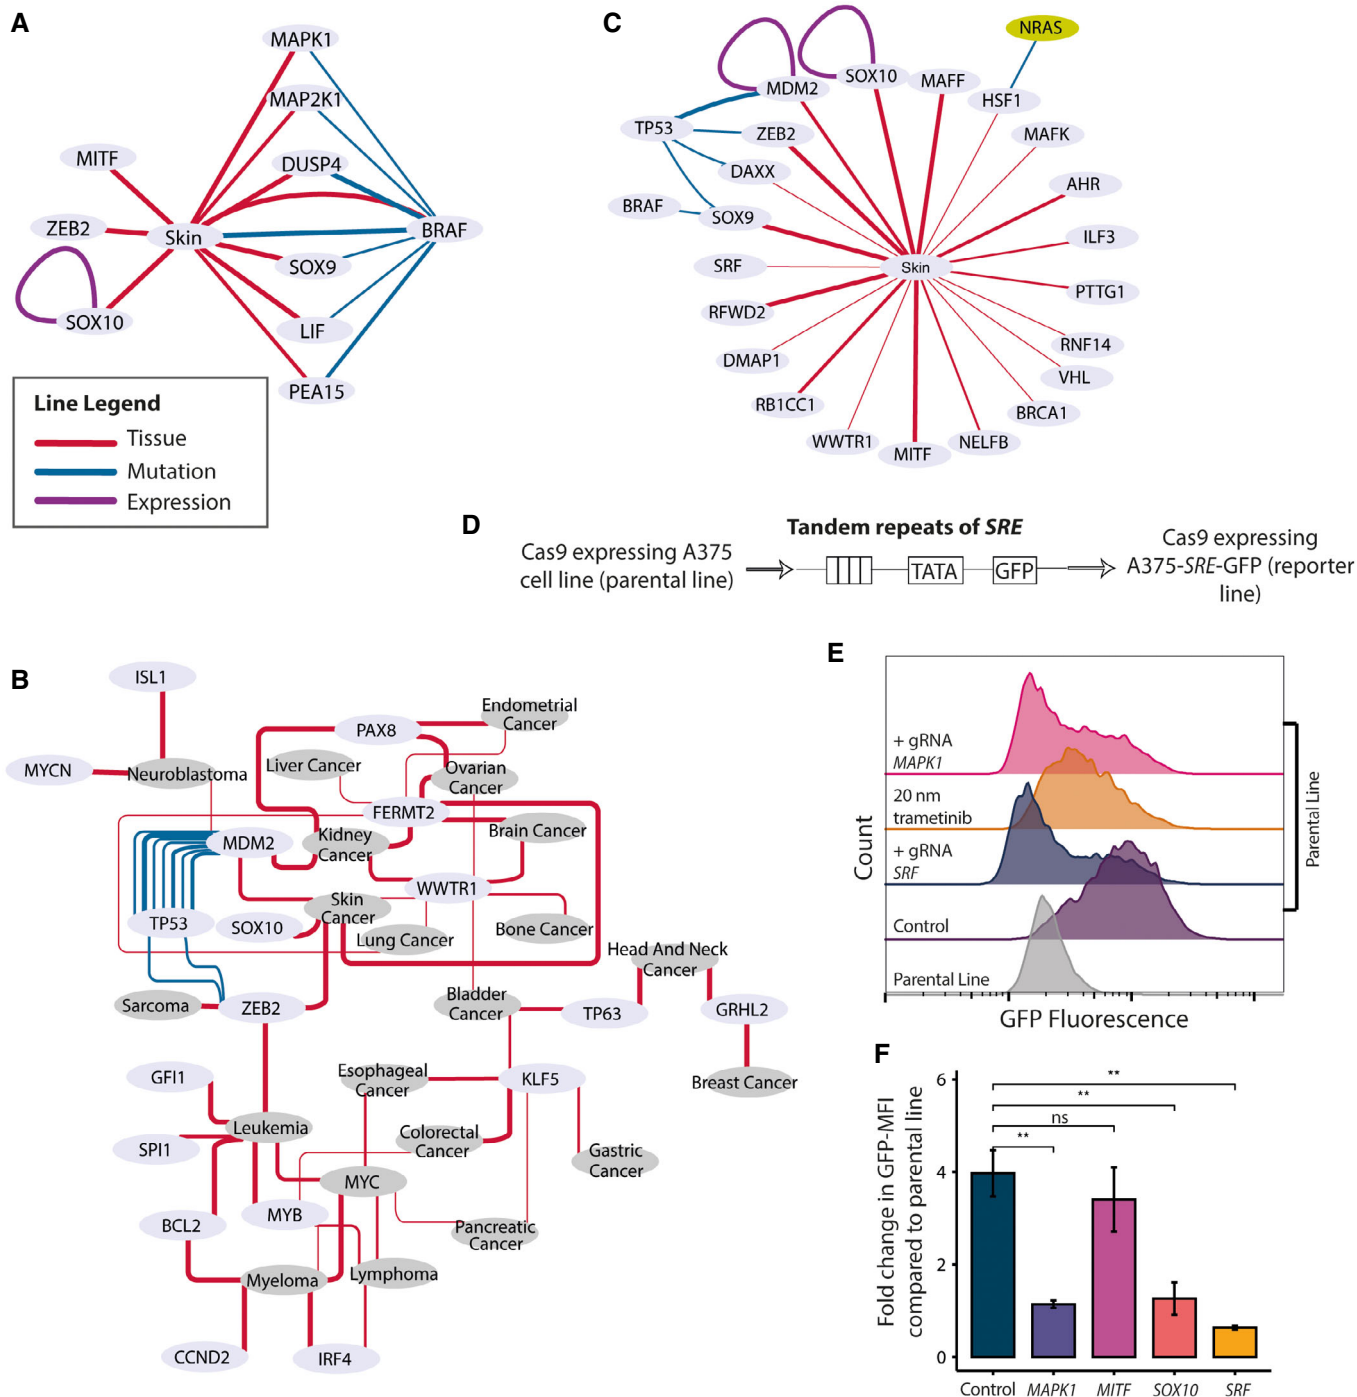 A
MAPK1
MAP2K1
MITF
DUSP4
ZEB2
Skin
BRAF
SOX9
SOX10
LIF
PEA15
Line Legend
Tissue
Mutation
Expression
C
NRAS
SOX10
MAFF
MDM2
HSF1
TP53
ZEB2
MAFK
DAXX
AHR
BRAF
SOX9
ILF3
SRF
Skin
PTTG1
RFWD2
RNF14
DMAP1
VHL
RB1CC1
BRCA1
WWTR1
NELFB
MITF
D
Tandem repeats of SRE
Cas9 expressing A375
cell line (parental line)
TATA
GFP
Cas9 expressing
A375-SRE-GFP (reporter
line)
B
ISL1
MYCN
Neuroblastoma
PAX8
Endometrial
Cancer
Liver Cancer
Ovarian
Cancer
FERMT2
MDM2
Kidney
Cancer
Brain Cancer
WWTR1
TP53
SOX10
Skin
Cancer
Lung Cancer
Bone Cancer
Head And Neck
Cancer
Sarcoma
ZEB2
Bladder
Cancer
TP63
GRHL2
GFI1
Esophageal
Cancer
KLF5
Breast Cancer
Leukemia
SPI1
Colorectal
Cancer
Gastric
Cancer
MYC
BCL2
MYB
Pancreatic
Cancer
Myeloma
Lymphoma
CCND2
IRF4
E
+ gRNA
MAPK1
20 nm
trametinib
+ gRNA
SRF
Control
Parental Line
Count
GFP Fluorescence
Parental Line
F
Fold change in GFP-MFI
compared to parental line
6
4
2
0
**
**
ns
**
Control
MAPK1
MITF
SOX10
SRF